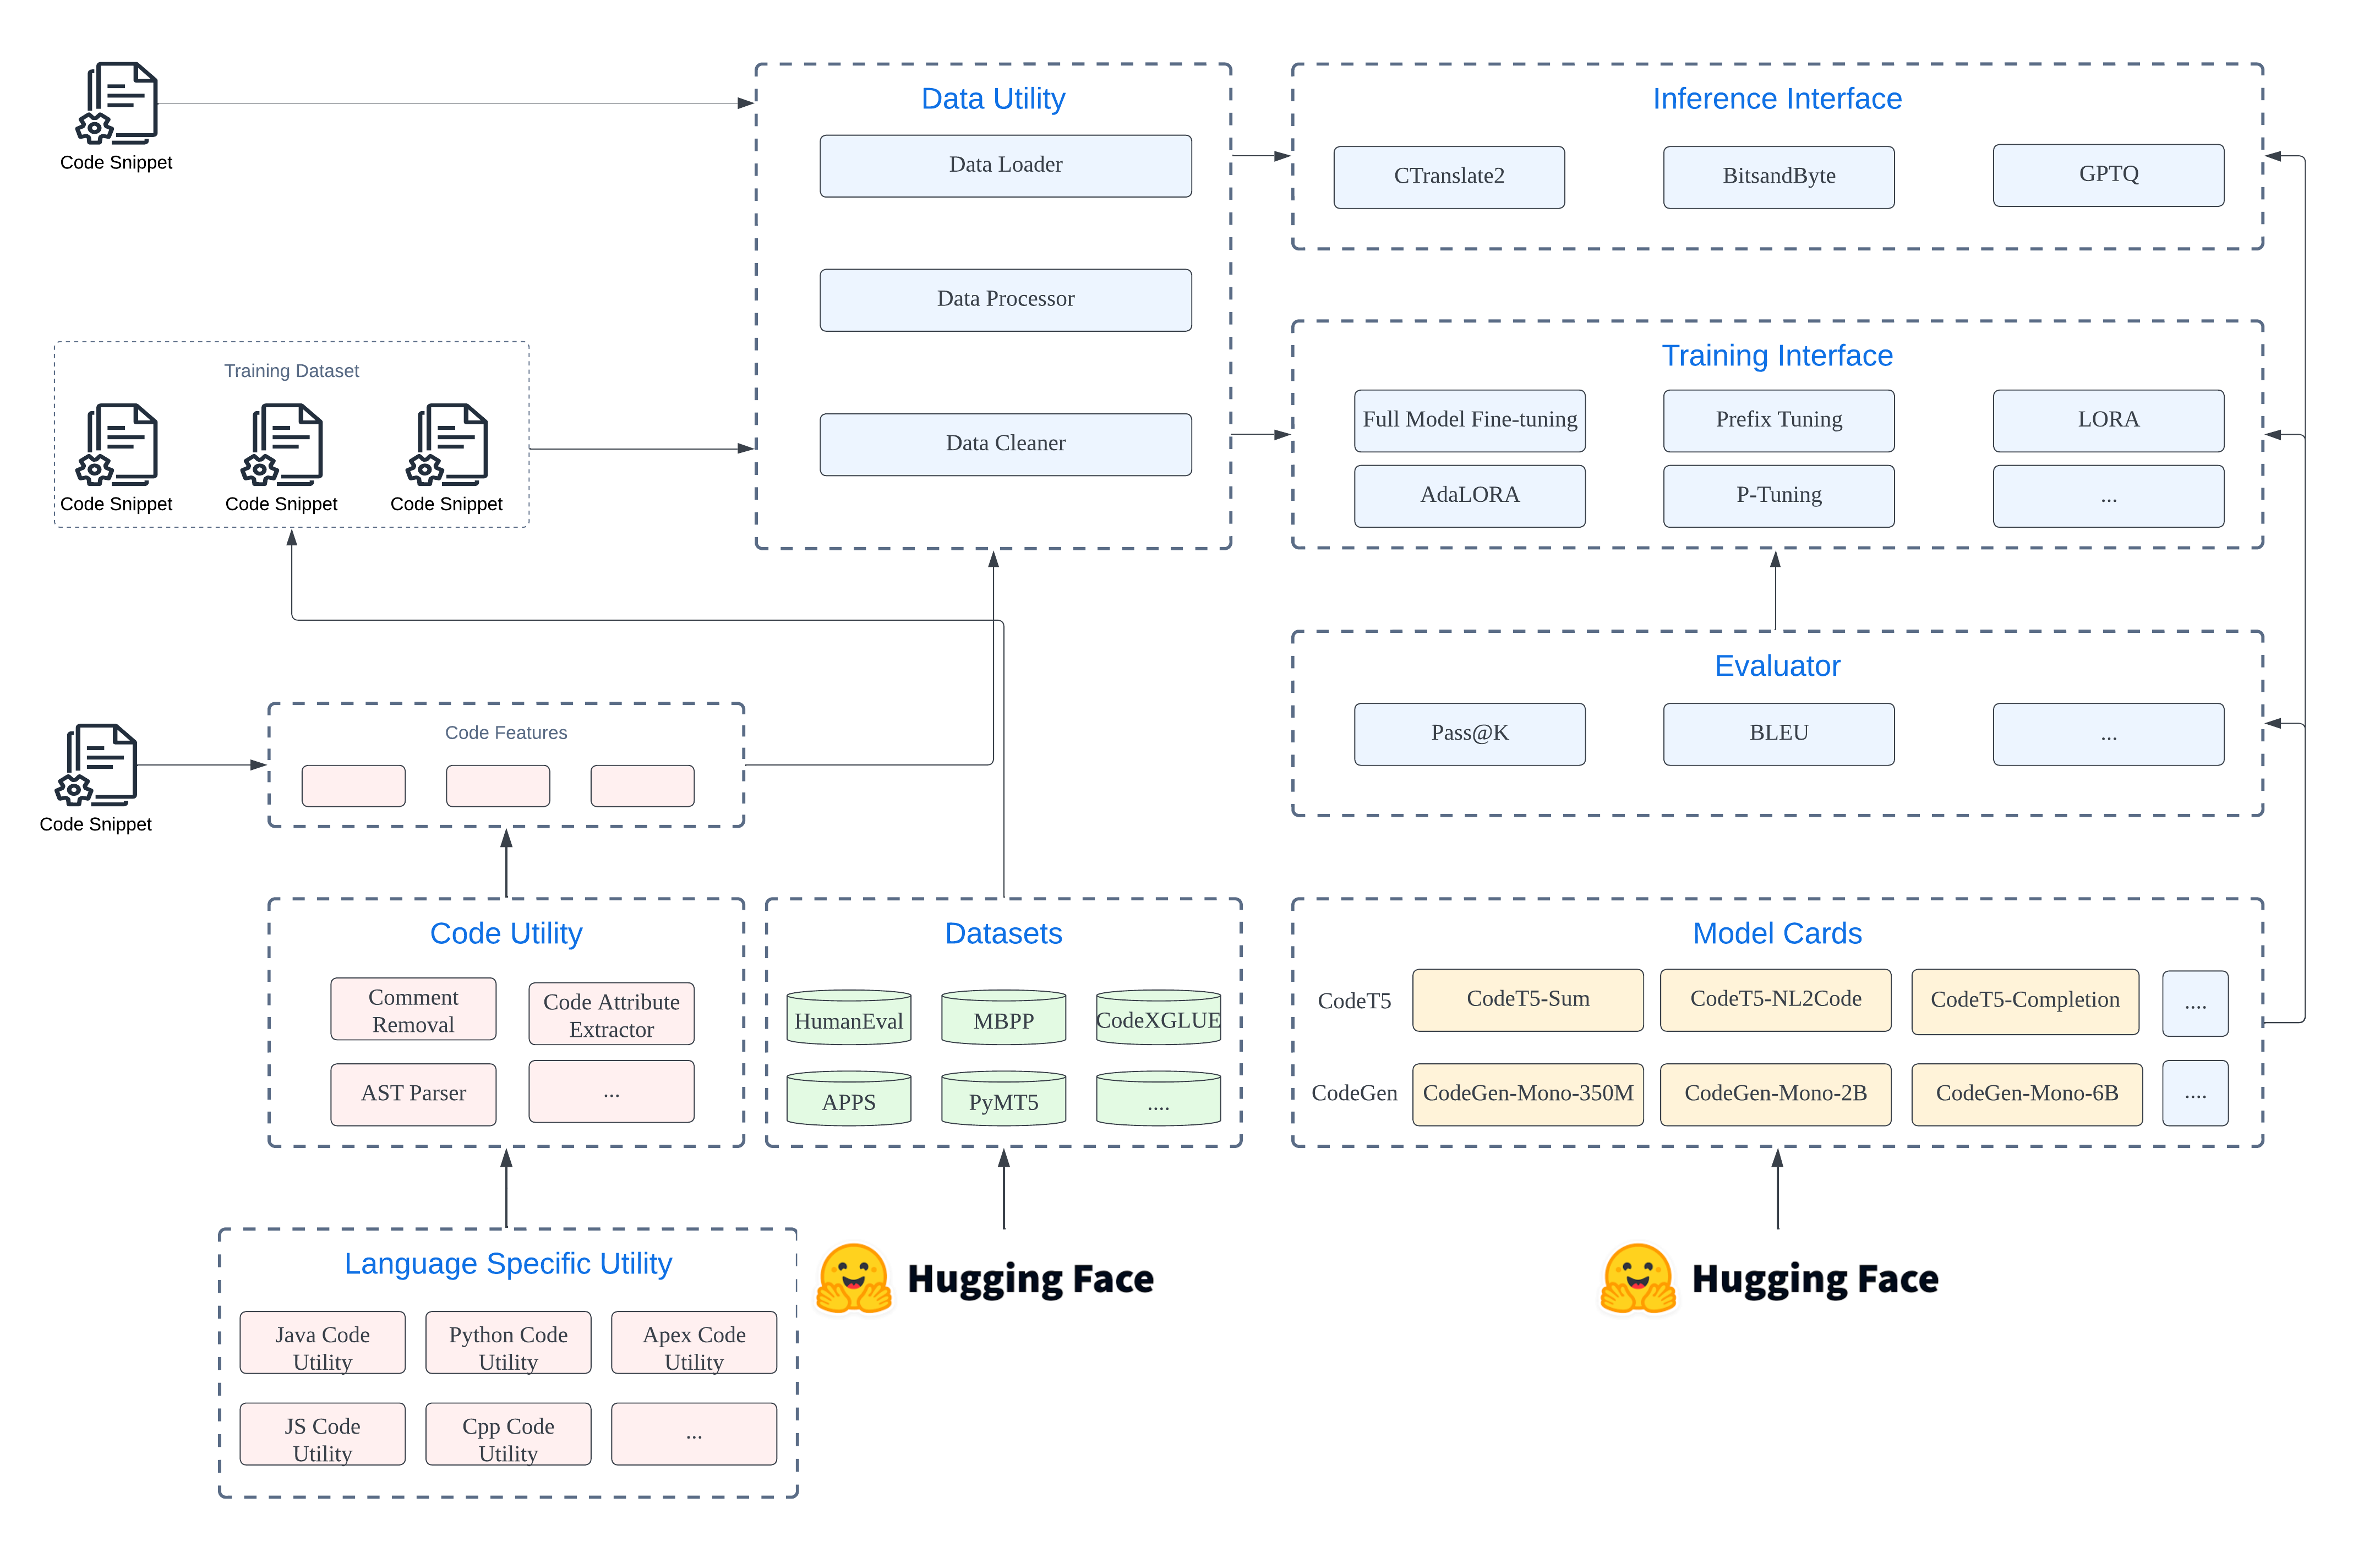 Code Snippet
Data Utility
Data Loader
Data Processor
Data Cleaner
Inference Interface
CTranslate2
BitsandByte
GPTQ
Training Dataset
Code Snippet
Code Snippet
Code Snippet
Training Interface
Full Model Fine-tuning
Prefix Tuning
LORA
AdaLORA
P-Tuning
...
Code Snippet
Code Features
Evaluator
Pass@K
BLEU
...
Code Utility
Comment
Removal
Code Attribute
Extractor
AST Parser
...
Datasets
HumanEval
MBPP
CodeXGLUE
APPS
PyMT5
....
Model Cards
CodeT5
CodeT5-Sum
CodeT5-NL2Code
CodeT5-Completion
....
CodeGen
CodeGen-Mono-350M
CodeGen-Mono-2B
CodeGen-Mono-6B
....
Language Specific Utility
Java Code
Utility
Python Code
Utility
Apex Code
Utility
JS Code
Utility
Cpp Code
Utility
...
Hugging Face
Hugging Face